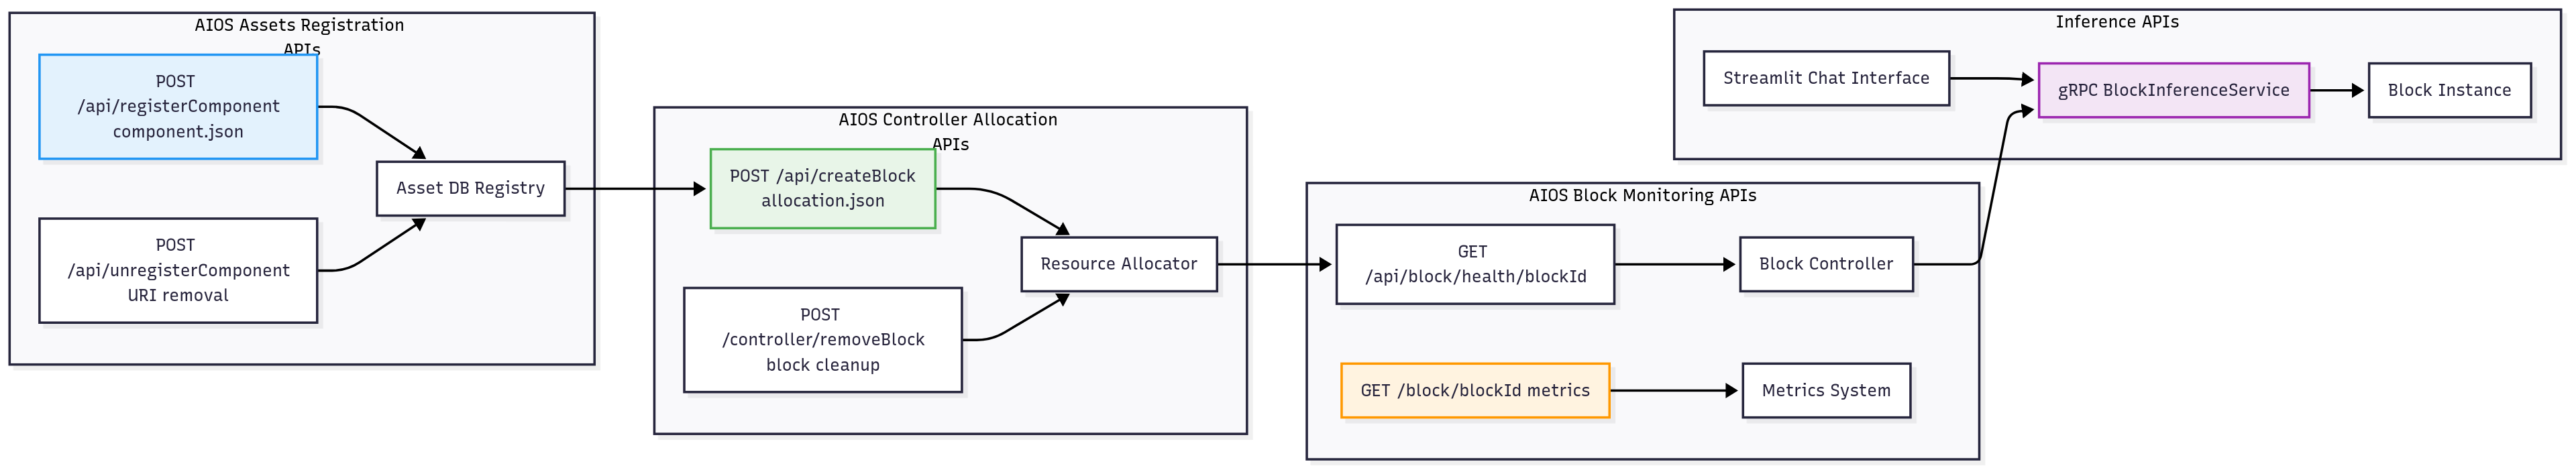 AIOS Assets Registration
APIs
POST
/api/registerComponent
component.json
Asset DB Registry
POST
/api/unregisterComponent
URI removal
AIOS Controller Allocation
APIs
POST /api/createBlock
allocation.json
Resource Allocator
POST
/controller/removeBlock
block cleanup
AIOS Block Monitoring APIs
GET
/api/block/health/blockId
Block Controller
GET /block/blockId metrics
Metrics System
Inference APIs
Streamlit Chat Interface
gRPC BlockInferenceService
Block Instance